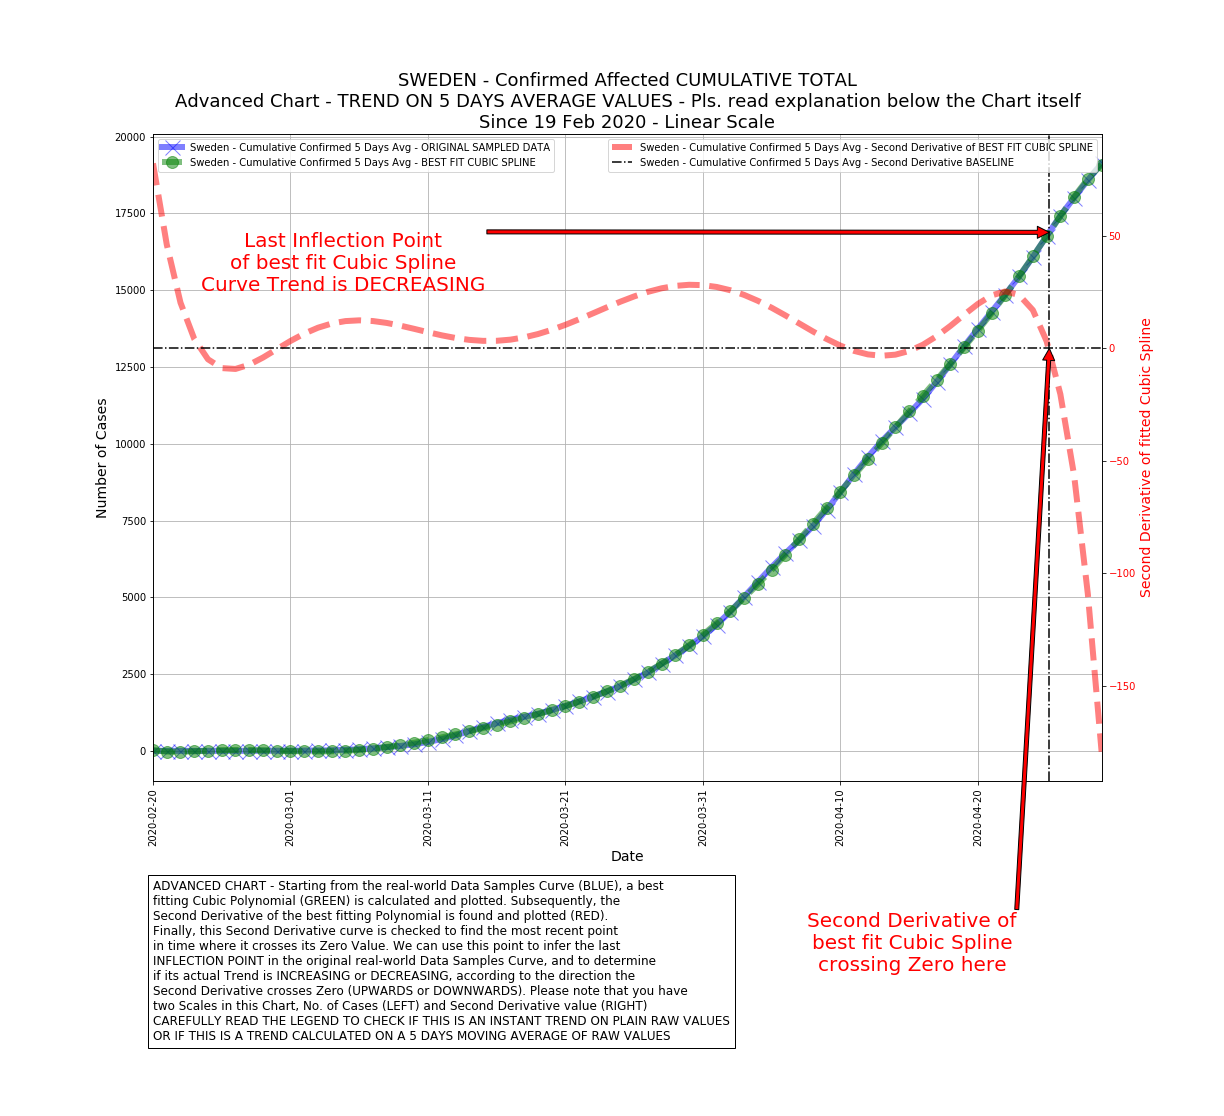 SWEDEN - Confirmed Affected CUMULATIVE TOTAL
Advanced Chart - TREND ON 5 DAYS AVERAGE VALUES - Pls. read explanation below the Chart itself
Since 19 Feb 2020 - Linear Scale
Sweden - Cumulative Confirmed 5 Days Avg - ORIGINAL SAMPLED DATA
Sweden - Cumulative Confirmed 5 Days Avg - BEST FIT CUBIC SPLINE
Sweden - Cumulative Confirmed 5 Days Avg - Second Derivative of BEST FIT CUBIC SPLINE
Sweden - Cumulative Confirmed 5 Days Avg - Second Derivative BASELINE
Last Inflection Point
of best fit Cubic Spline
Curve Trend is DECREASING
Number of Cases
20000
17500
15000
12500
10000
7500
5000
2500
0
50
0
−50
−100
−150
Second Derivative of fitted Cubic Spline
2020-02-20
2020-03-01
2020-03-11
2020-03-21
2020-03-31
2020-04-10
2020-04-20
Date
ADVANCED CHART - Starting from the real-world Data Samples Curve (BLUE), a best
fitting Cubic Polynomial (GREEN) is calculated and plotted. Subsequently, the
Second Derivative of the best fitting Polynomial is found and plotted (RED).
Finally, this Second Derivative curve is checked to find the most recent point
in time where it crosses its Zero Value. We can use this point to infer the last
INFLECTION POINT in the original real-world Data Samples Curve, and to determine
if its actual Trend is INCREASING or DECREASING, according to the direction the
Second Derivative crosses Zero (UPWARDS or DOWNWARDS). Please note that you have
two Scales in this Chart, No. of Cases (LEFT) and Second Derivative value (RIGHT)
CAREFULLY READ THE LEGEND TO CHECK IF THIS IS AN INSTANT TREND ON PLAIN RAW VALUES
OR IF THIS IS A TREND CALCULATED ON A 5 DAYS MOVING AVERAGE OF RAW VALUES
Second Derivative of
best fit Cubic Spline
crossing Zero here